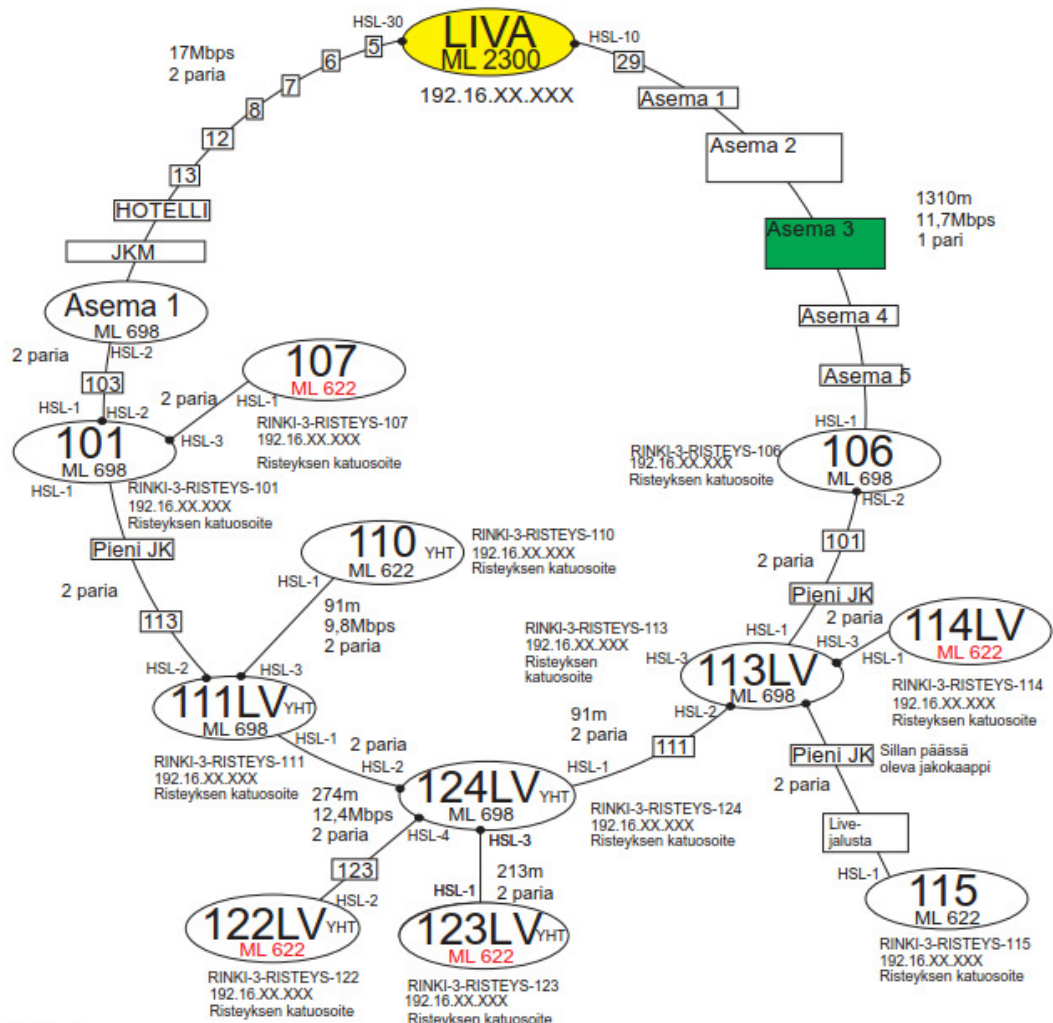 HSL-30
LIVA
ML 2300
HSL-10
192.16.XX.XXX
17Mbps
2 paria
5
6
7
8
12
13
HOTELLI
JKM
Asema 1
ML 698
HSL-2
2 paria
103
HSL-1
HSL-2
101
ML 698
HSL-3
HSL-1
RINKI-3-RISTEYS-101
192.16.XX.XXX
Risteyksen katuosoite
2 paria
107
ML 622
HSL-1
RINKI-3-RISTEYS-107
192.16.XX.XXX
Risteyksen katuosoite
Pieni JK
2 paria
113
110 YHT
ML 622
HSL-1
RINKI-3-RISTEYS-110
192.16.XX.XXX
Risteyksen katuosoite
91m
9,8Mbps
2 paria
HSL-2
HSL-3
111LV YHT
ML 698
HSL-1
RINKI-3-RISTEYS-111
192.16.XX.XXX
Risteyksen katuosoite
2 paria
HSL-2
HSL-1
124LV YHT
ML 698
HSL-4
HSL-3
RINKI-3-RISTEYS-124
192.16.XX.XXX
Risteyksen katuosoite
274m
12,4Mbps
2 paria
123
HSL-2
122LV YHT
ML 622
RINKI-3-RISTEYS-122
192.16.XX.XXX
Risteyksen katuosoite
213m
2 paria
HSL-1
123LV YHT
ML 622
RINKI-3-RISTEYS-123
192.16.XX.XXX
Risteyksen katuosoite
29
Asema 1
Asema 2
Asema 3
1310m
11,7Mbps
1 pari
Asema 4
Asema 5
HSL-1
106
ML 698
HSL-2
RINKI-3-RISTEYS-106
192.16.XX.XXX
Risteyksen katuosoite
101
2 paria
Pieni JK
HSL-1
HSL-3
HSL-3
113LV
ML 698
HSL-2
RINKI-3-RISTEYS-113
192.16.XX.XXX
Risteyksen
katuosoite
91m
2 paria
111
2 paria
HSL-1
114LV
ML 622
RINKI-3-RISTEYS-114
192.16.XX.XXX
Risteyksen katuosoite
Pieni JK
Sillan päässä
oleva jakokaappi
2 paria
Live-
jalusta
HSL-1
115
ML 622
RINKI-3-RISTEYS-115
192.16.XX.XXX
Risteyksen katuosoite